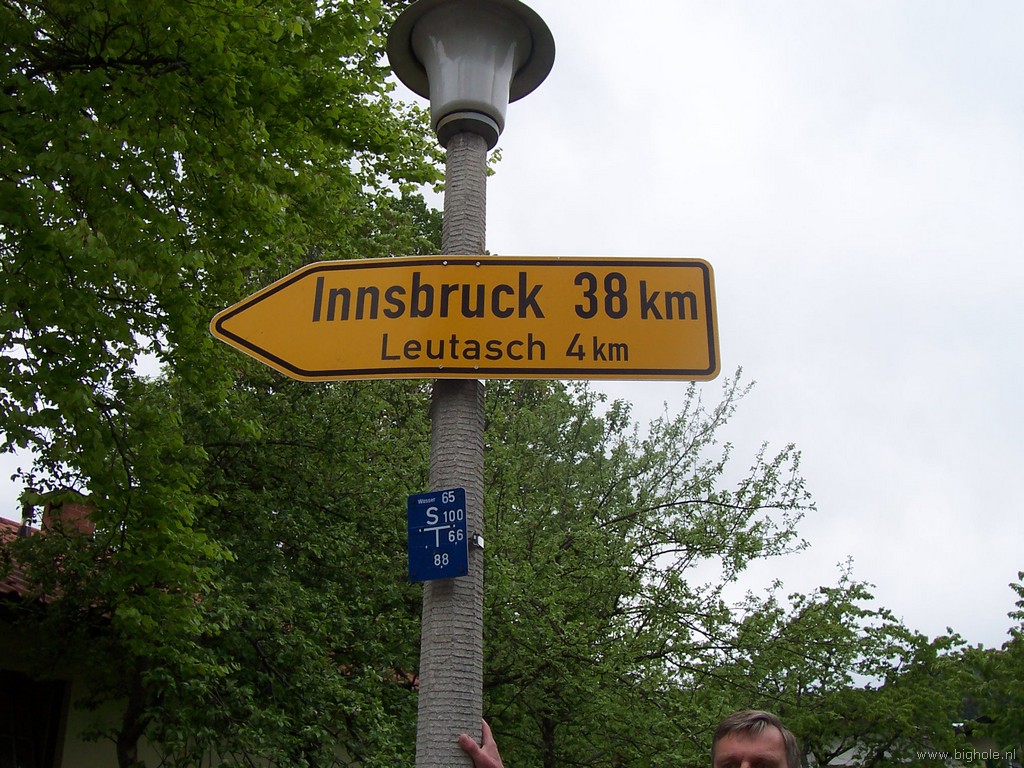 Innsbruck 38 km
Leutasch 4 km
Wasser 65
S 100
T 66
88
www.bighole.nl